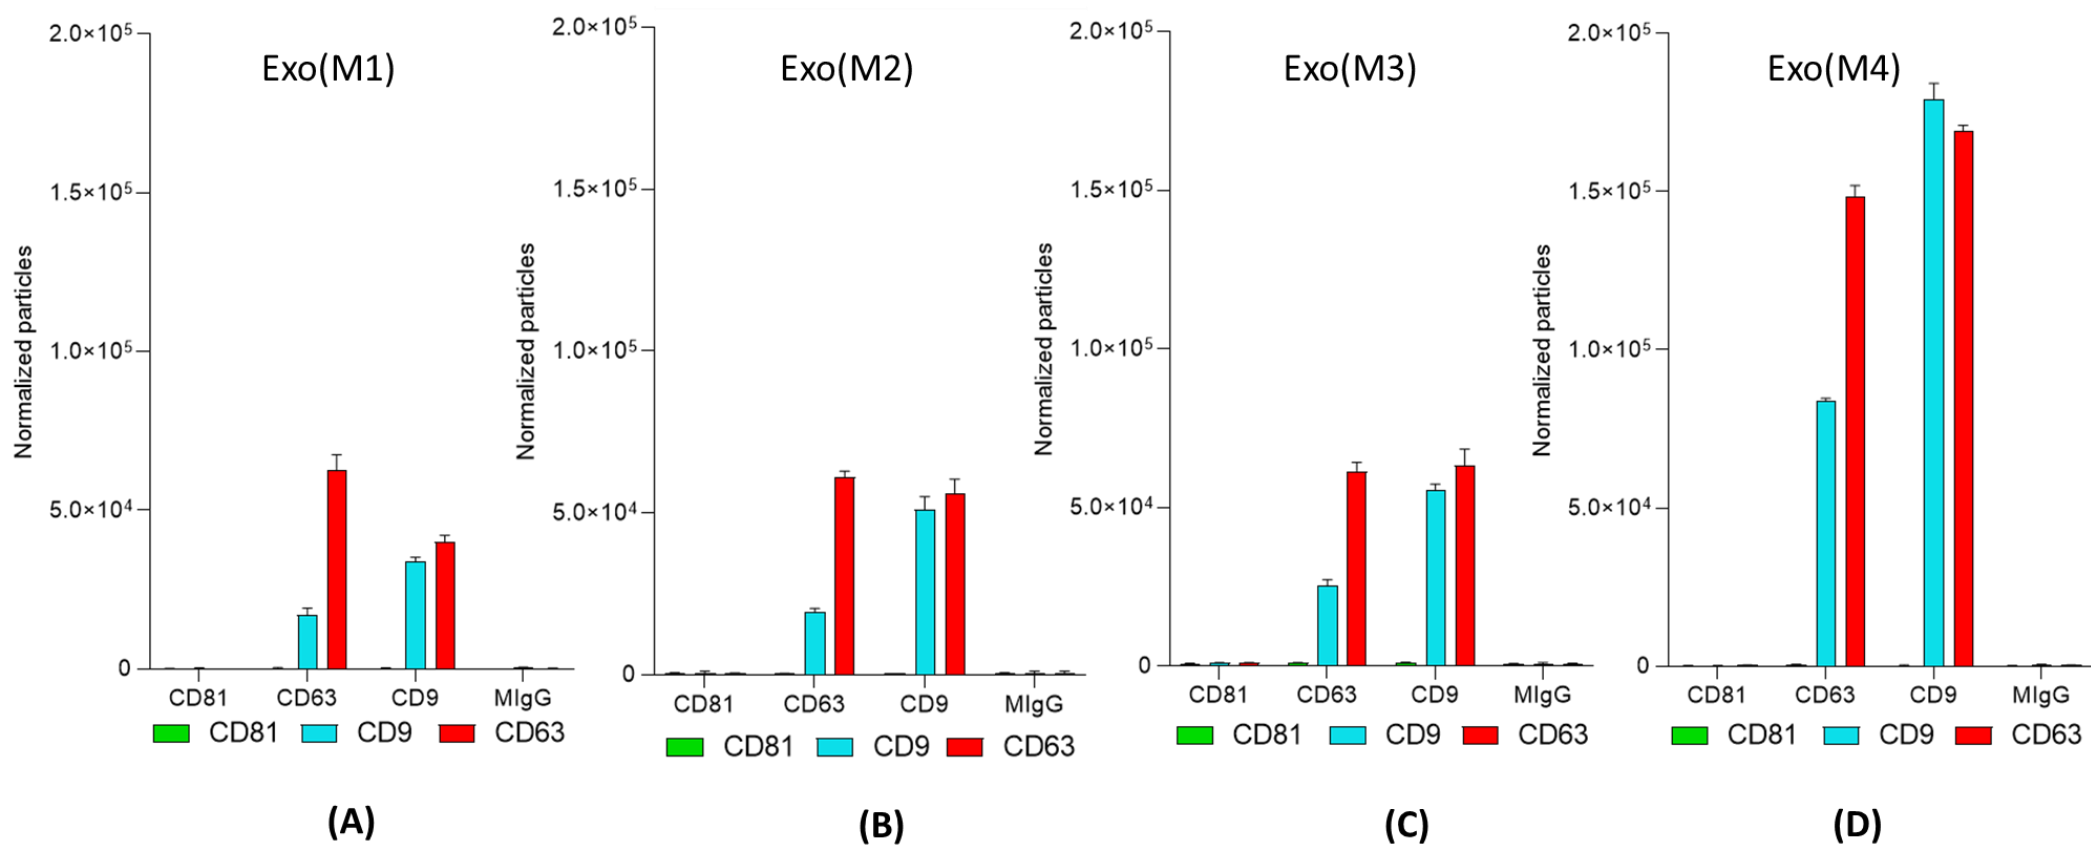 Exo(M1)
Normalized particles
2.0×10⁵
1.5×10⁵
1.0×10⁵
5.0×10⁴
0
CD81 CD63 CD9 MIgG
CD81 CD9 CD63
(A)
Exo(M2)
Normalized particles
2.0×10⁵
1.5×10⁵
1.0×10⁵
5.0×10⁴
0
CD81 CD63 CD9 MIgG
CD81 CD9 CD63
(B)
Exo(M3)
Normalized particles
2.0×10⁵
1.5×10⁵
1.0×10⁵
5.0×10⁴
0
CD81 CD63 CD9 MIgG
CD81 CD9 CD63
(C)
Exo(M4)
Normalized particles
2.0×10⁵
1.5×10⁵
1.0×10⁵
5.0×10⁴
0
CD81 CD63 CD9 MIgG
CD81 CD9 CD63
(D)